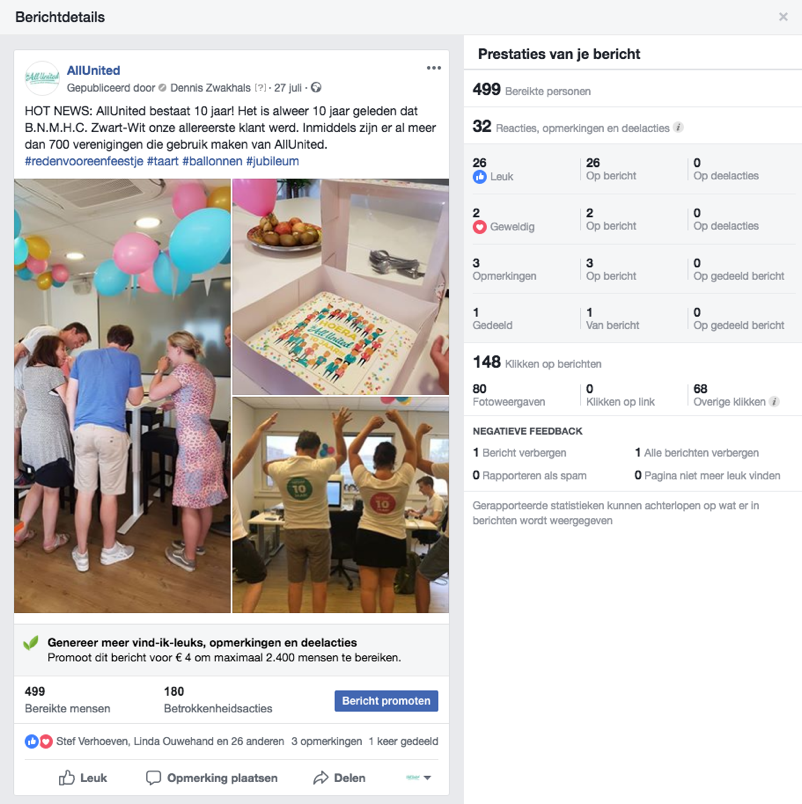 Berichtdetails
AllUnited
Gepubliceerd door Dennis Zwakhals [?] · 27 juli ·
HOT NEWS: AllUnited bestaat 10 jaar! Het is alweer 10 jaar geleden dat
B.N.M.H.C. Zwart-Wit onze allereerste klant werd. Inmiddels zijn er al meer
dan 700 verenigingen die gebruik maken van AllUnited.
#redenvooreenfeestje #taart #ballonnen #jubileum
HOERA
AllUnited
10
10
Genereer meer vind-ik-leuks, opmerkingen en deelacties
Promoot dit bericht voor € 4 om maximaal 2.400 mensen te bereiken.
499
Bereikte mensen
180
Betrokkenheidsacties
Bericht promoten
Stef Verhoeven, Linda Ouwehand en 26 anderen 3 opmerkingen 1 keer gedeeld
Leuk Opmerking plaatsen Delen
Prestaties van je bericht
499 Bereikte personen
32 Reacties, opmerkingen en deelacties
26 26 0
Leuk Op bericht Op deelacties
2 2 0
Geweldig Op bericht Op deelacties
3 3 0
Opmerkingen Op bericht Op gedeeld bericht
1 1 0
Gedeeld Van bericht Op gedeeld bericht
148 Klikken op berichten
80 0 68
Fotoweergaven Klikken op link Overige klikken
NEGATIEVE FEEDBACK
1 Bericht verbergen 1 Alle berichten verbergen
0 Rapporteren als spam 0 Pagina niet meer leuk vinden
Gerapporteerde statistieken kunnen achterlopen op wat er in
berichten wordt weergegeven